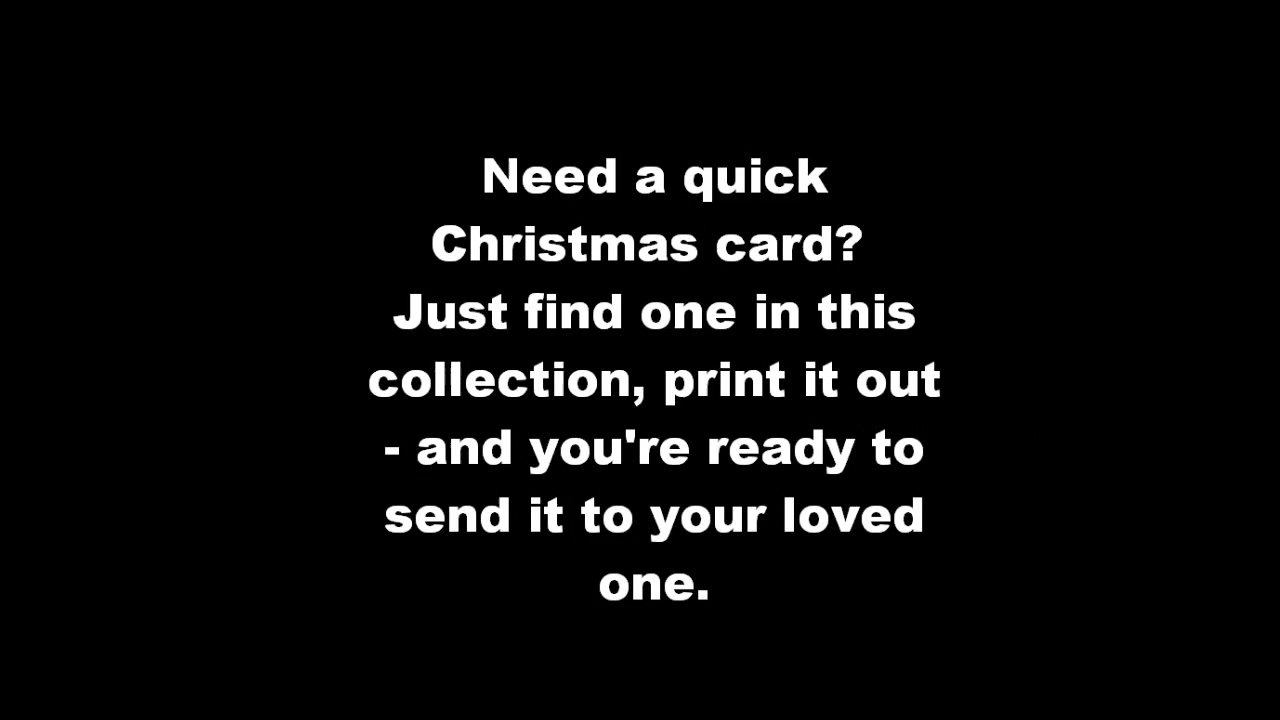 Need a quick
Christmas card?
Just find one in this
collection, print it out
- and you're ready to
send it to your loved
one.